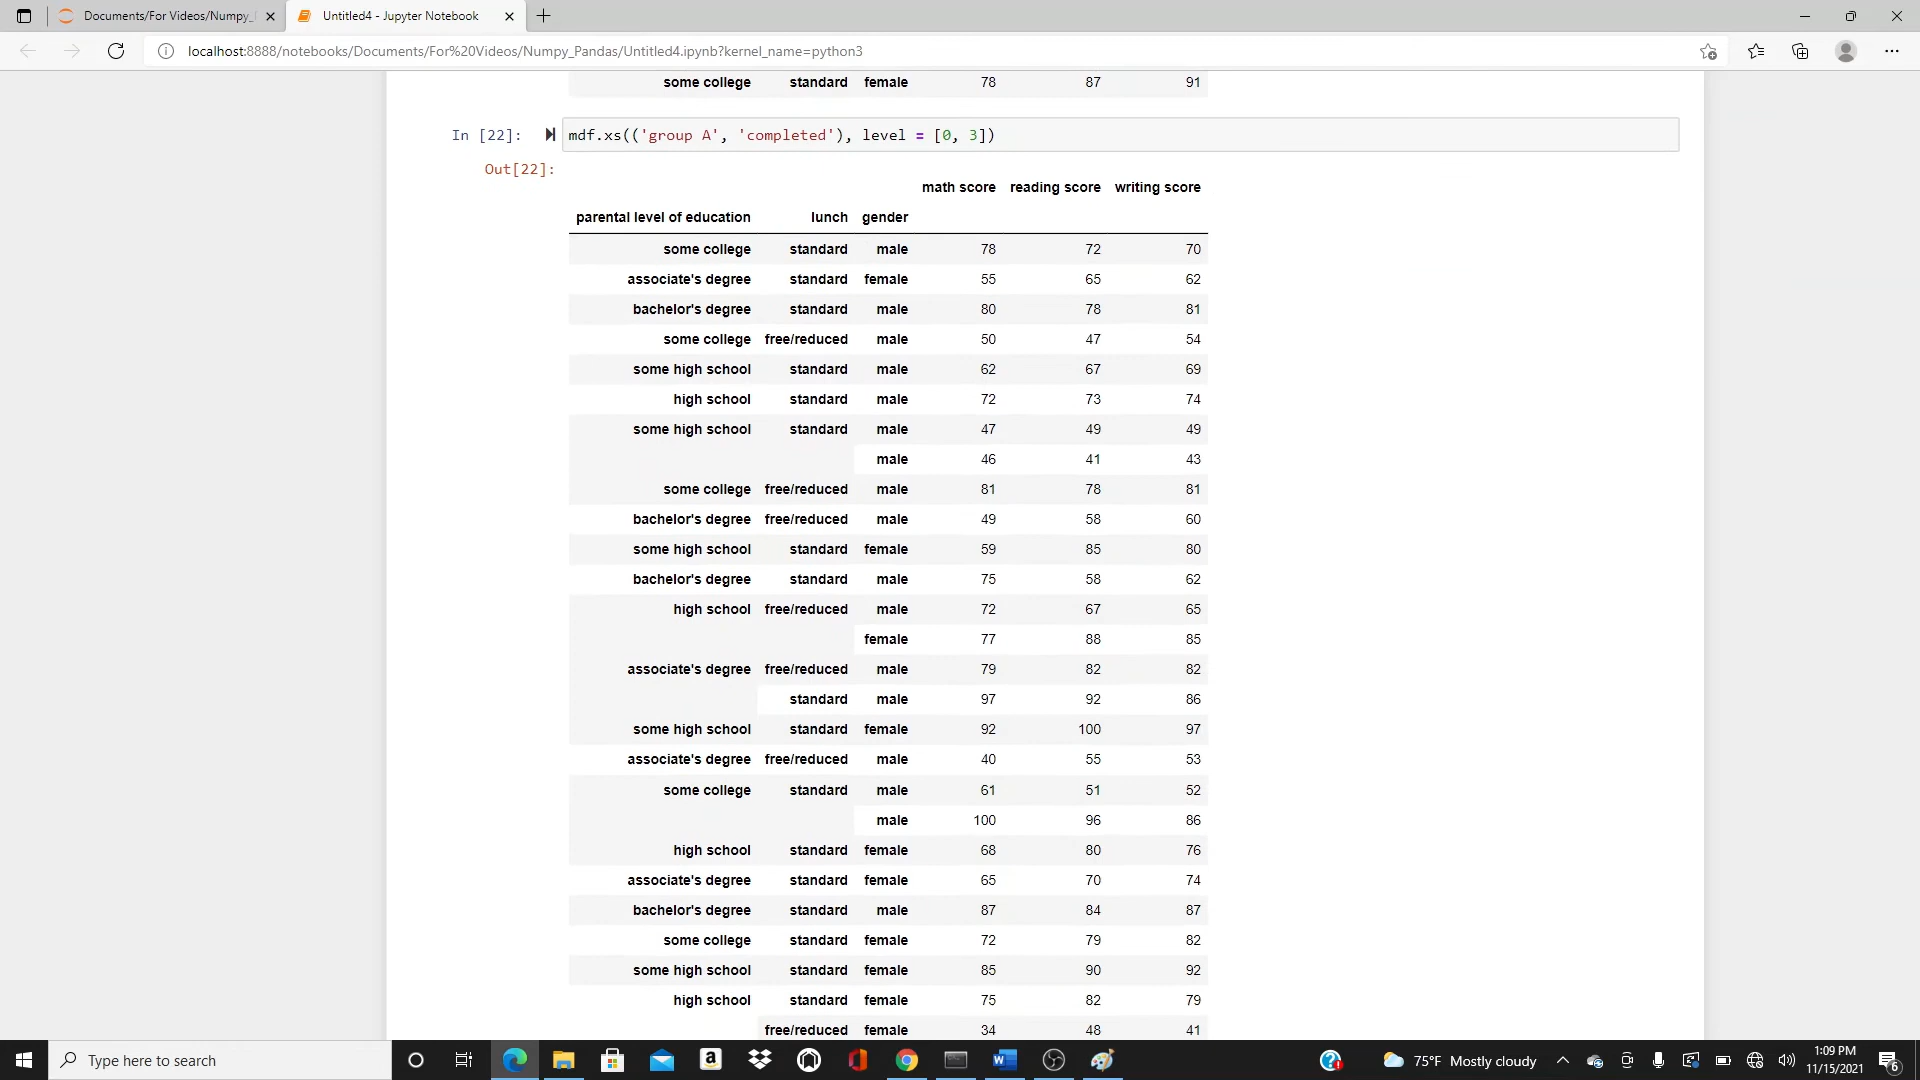 Documents/For Videos/Numpy_P
Untitled4 - Jupyter Notebook
localhost:8888/notebooks/Documents/For%20Videos/Numpy_Pandas/Untitled4.ipynb?kernel_name=python3
some college standard female 78 87 91
In [22]: mdf.xs(('group A', 'completed'), level = [0, 3])
Out[22]:
math score reading score writing score
parental level of education lunch gender
some college standard male 78 72 70
associate's degree standard female 55 65 62
bachelor's degree standard male 80 78 81
some college free/reduced male 50 47 54
some high school standard male 62 67 69
high school standard male 72 73 74
some high school standard male 47 49 49
male 46 41 43
some college free/reduced male 81 78 81
bachelor's degree free/reduced male 49 58 60
some high school standard female 59 85 80
bachelor's degree standard male 75 58 62
high school free/reduced male 72 67 65
female 77 88 85
associate's degree free/reduced male 79 82 82
standard male 97 92 86
some high school standard female 92 100 97
associate's degree free/reduced male 40 55 53
some college standard male 61 51 52
male 100 96 86
high school standard female 68 80 76
associate's degree standard female 65 70 74
bachelor's degree standard male 87 84 87
some college standard female 72 79 82
some high school standard female 85 90 92
high school standard female 75 82 79
free/reduced female 34 48 41
Type here to search
75°F Mostly cloudy
1:09 PM
11/15/2021
6